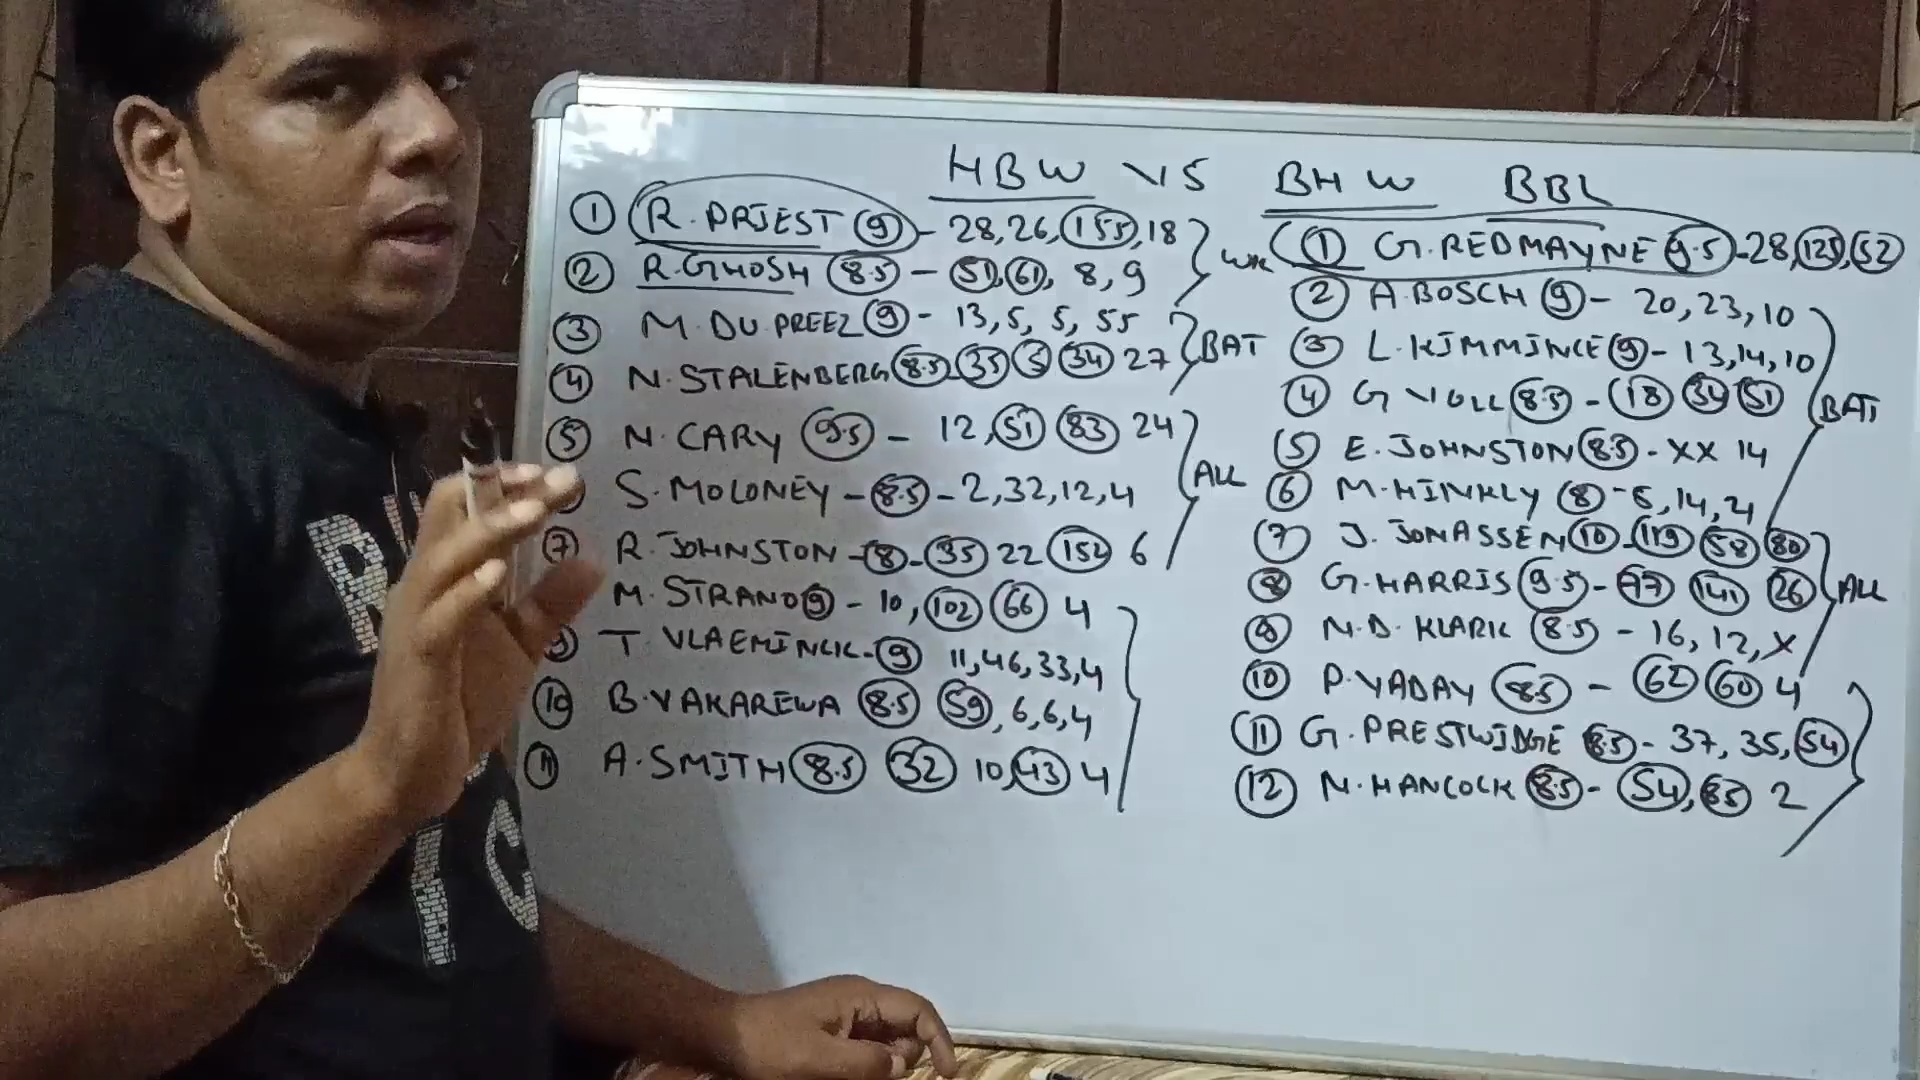 HBW VS BHW BBL
① R. PRIEST (9) - 28, 26, (155), 18 } WK
② R. GHOSH (8.5) - (51), (61), 8, 9
③ M. DU. PREEZ (9) - 13, 5, 5, 55 } BAT
④ N. STALENBERG (8.5) (35) (5) (34) 27
⑤ N. CARY (9.5) - 12, (51) (83) 24 } ALL
S. MOLONEY - (8.5) - 2, 32, 12, 4
⑦ R. JOHNSTON - (8) - (35) 22 (152) 6
M. STRANO (9) - 10, (102) (66) 4
⑨ T. VLAEMINCK - (9) 11, 46, 33, 4
⑩ B. VAKAREWA (8.5) (59), 6, 6, 4
⑪ A. SMITH (8.5) (32) 10, (43) 4
① G. REDMAYNE (9.5) - 28, (125), (52)
② A. BOSCH (9) - 20, 23, 10
③ L. KIMMINCE (9) - 13, 14, 10
④ G VOLL (8.5) - (18) (34) (51) } BAT
⑤ E. JOHNSTON (8.5) - XX 14
⑥ M. HINKLY (8) - 8, 14, 21
⑦ J. JONASSEN (10) - (119) (58) (80)
⑧ G. HARRIS (9.5) - (77) (141) (26) } ALL
⑨ N. D. KLARIC (8.5) - 16, 12, X
⑩ P. YADAV (8.5) - (62) (60) 4
⑪ G. PRESTWIDGE (8.5) - 37, 35, (54)
⑫ N. HANCOCK (8.5) - (54), (85) 2